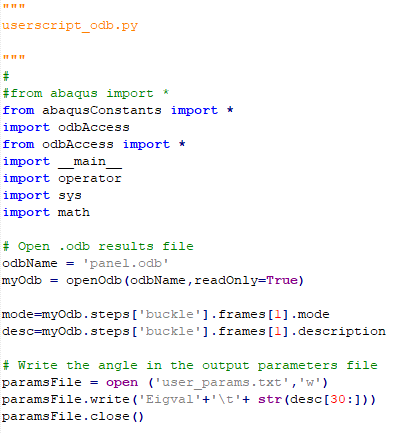 """
userscript_odb.py

"""
#
#from abaqus import *
from abaqusConstants import *
import odbAccess
from odbAccess import *
import __main__
import operator
import sys
import math

# Open .odb results file
odbName = 'panel.odb'
myOdb = openOdb(odbName,readOnly=True)

mode=myOdb.steps['buckle'].frames[1].mode
desc=myOdb.steps['buckle'].frames[1].description

# Write the angle in the output parameters file
paramsFile = open ('user_params.txt','w')
paramsFile.write('Eigval'+'\t'+ str(desc[30:]))
paramsFile.close()